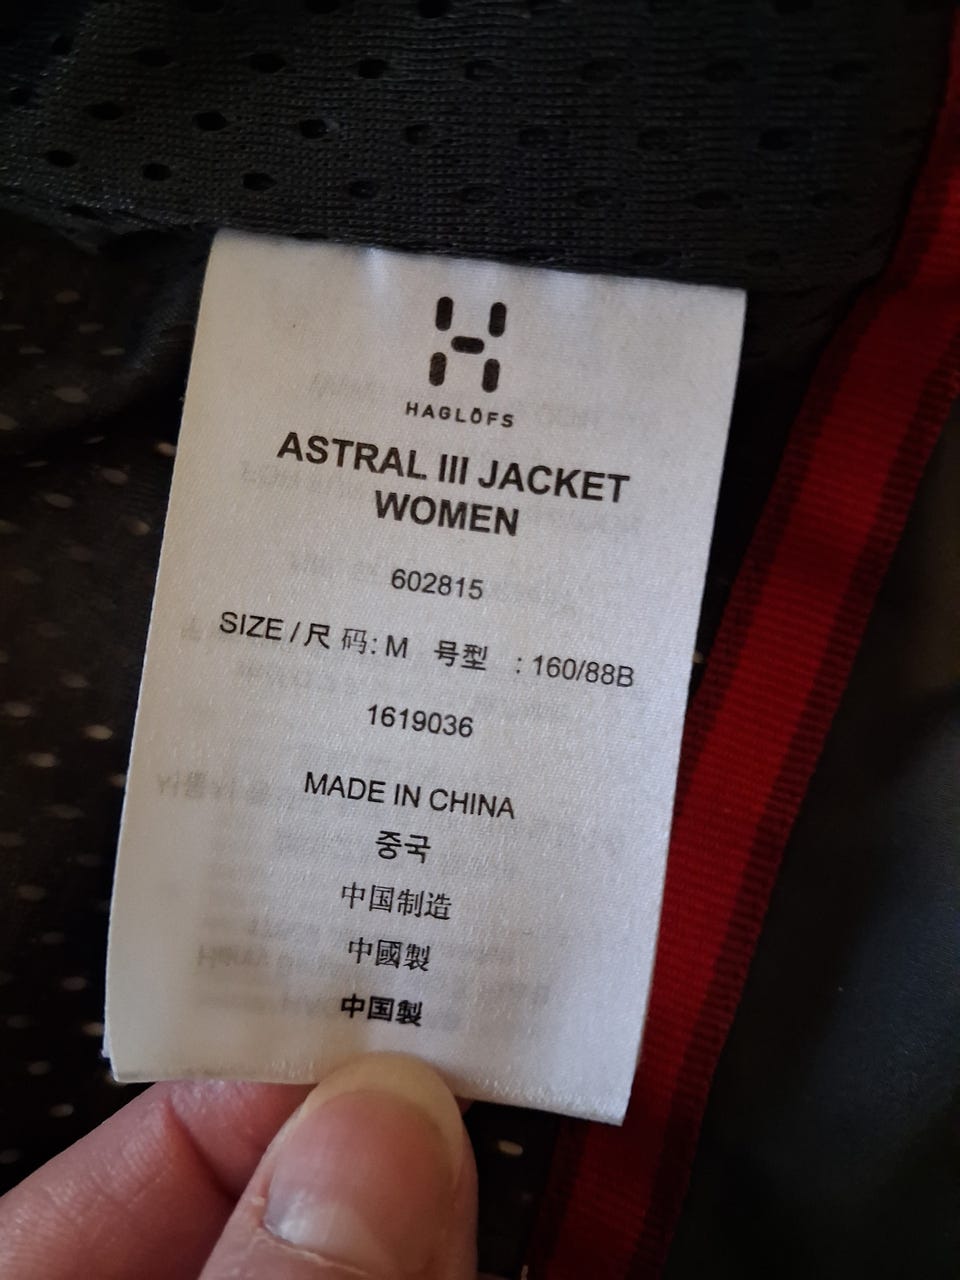 HAGLÖFS
ASTRAL III JACKET
WOMEN
602815
SIZE / 尺 码: M 号型 : 160/88B
1619036
MADE IN CHINA
중국
中国制造
中國製
中国製